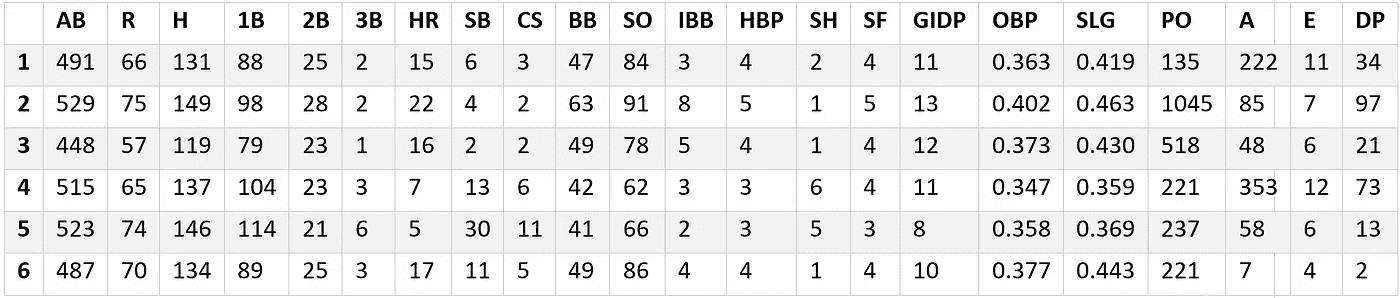 AB R H 1B 2B 3B HR SB CS BB SO IBB HBP SH SF GIDP OBP SLG PO A E DP
1 491 66 131 88 25 2 15 6 3 47 84 3 4 2 4 11 0.363 0.419 135 222 11 34
2 529 75 149 98 28 2 22 4 2 63 91 8 5 1 5 13 0.402 0.463 1045 85 7 97
3 448 57 119 79 23 1 16 2 2 49 78 5 4 1 4 12 0.373 0.430 518 48 6 21
4 515 65 137 104 23 3 7 13 6 42 62 3 3 6 4 11 0.347 0.359 221 353 12 73
5 523 74 146 114 21 6 5 30 11 41 66 2 3 5 3 8 0.358 0.369 237 58 6 13
6 487 70 134 89 25 3 17 11 5 49 86 4 4 1 4 10 0.377 0.443 221 7 4 2